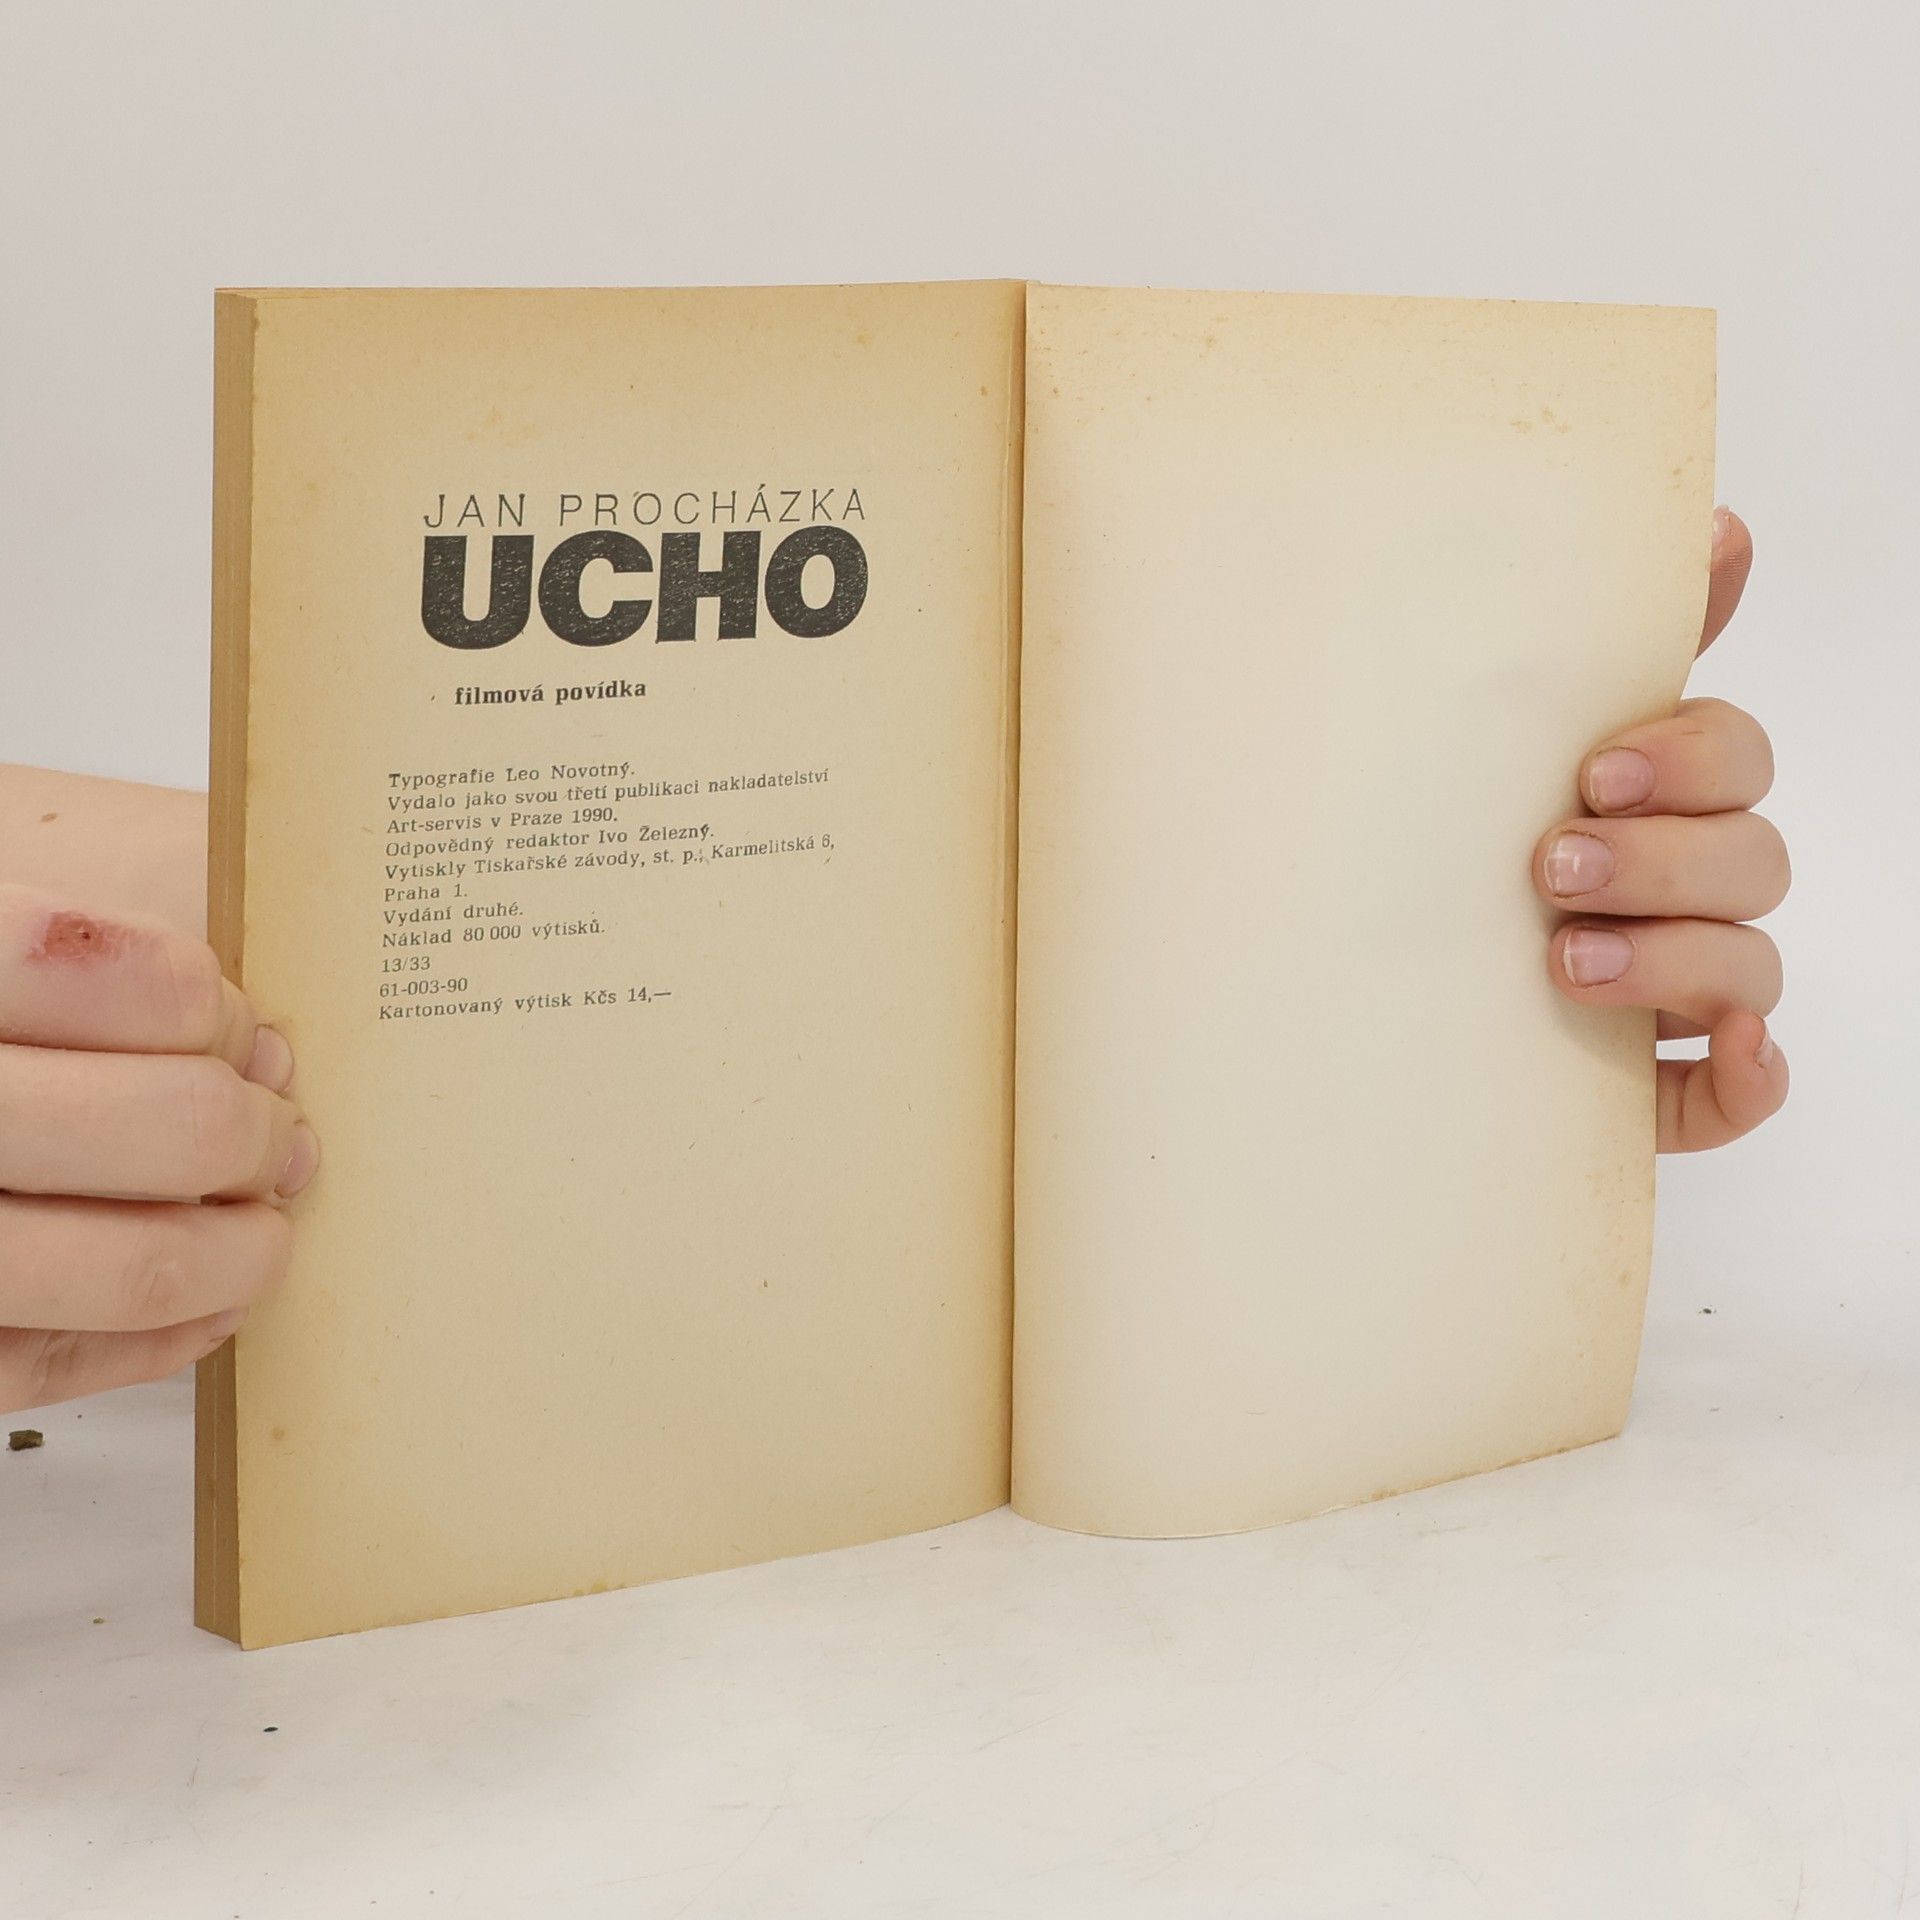 JAN PROCHÁZKA
UCHO
filmová povídka
Typografie Leo Novotný.
Vydalo jako svou třetí publikaci nakladatelství
Art-servis v Praze 1990.
Odpovědný redaktor Ivo Železný.
Vytiskly Tiskařské závody, st. p., Karmelitská 6,
Praha 1.
Vydání druhé.
Náklad 80 000 výtisků.
13/33
61-003-90
Kartonovaný výtisk Kčs 14,—